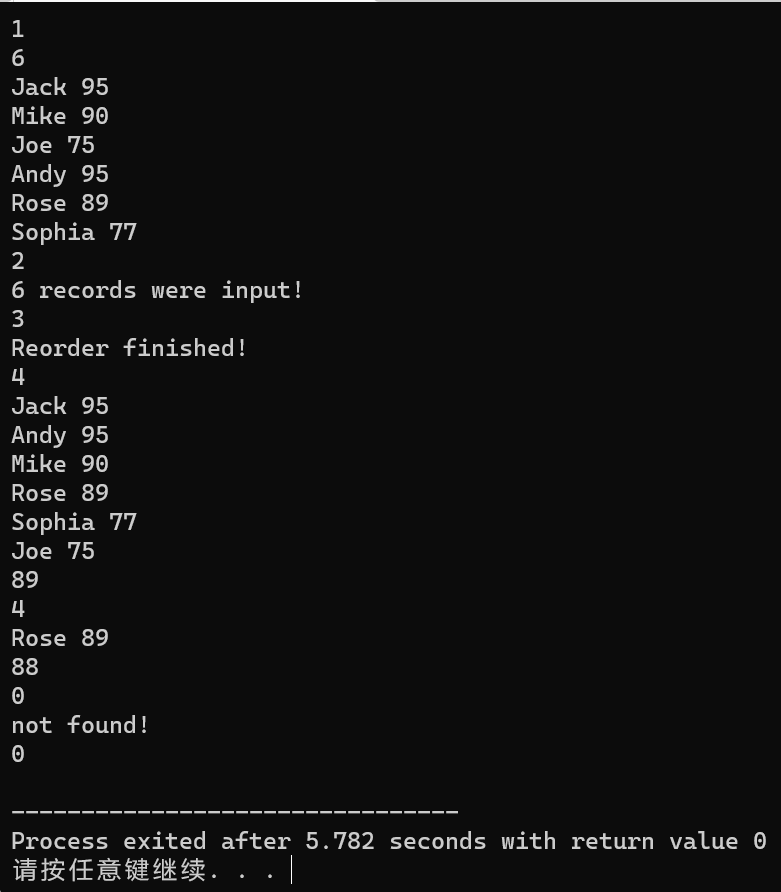 1
6
Jack 95
Mike 90
Joe 75
Andy 95
Rose 89
Sophia 77
2
6 records were input!
3
Reorder finished!
4
Jack 95
Andy 95
Mike 90
Rose 89
Sophia 77
Joe 75
89
4
Rose 89
88
0
not found!
0
--------------------------------
Process exited after 5.782 seconds with return value 0
请按任意键继续. . .